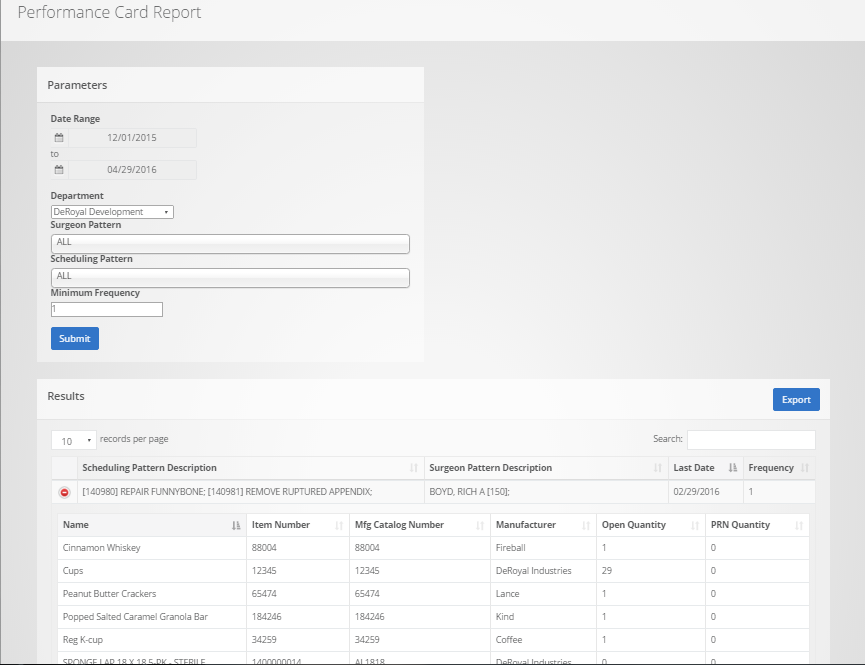 Performance Card Report
Parameters
Date Range
12/01/2015
to
04/29/2016
Department
DeRoyal Development
Surgeon Pattern
ALL
Scheduling Pattern
ALL
Minimum Frequency
1
Submit
Results
Export
10 records per page Search:
Scheduling Pattern Description Surgeon Pattern Description Last Date Frequency
[140980] REPAIR FUNNYBONE; [140981] REMOVE RUPTURED APPENDIX; BOYD, RICH A [150]; 02/29/2016 1
Name Item Number Mfg Catalog Number Manufacturer Open Quantity PRN Quantity
Cinnamon Whiskey 88004 88004 Fireball 1 0
Cups 12345 12345 DeRoyal Industries 29 0
Peanut Butter Crackers 65474 65474 Lance 1 0
Popped Salted Caramel Granola Bar 184246 184246 Kind 1 0
Reg K-cup 34259 34259 Coffee 1 0
SPONGE LAP 18 X 18 5-PK - STERILE 1400000014 AL1818 DeRoyal Industries 0 0